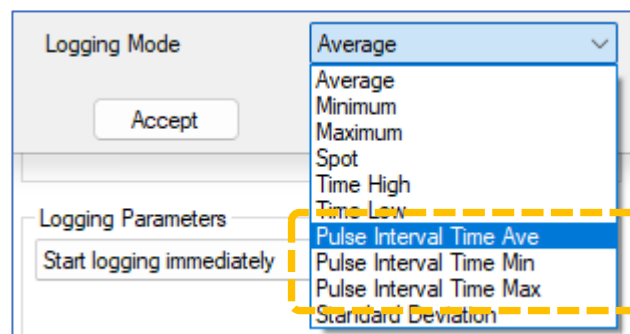 Logging Mode
Average
Average
Minimum
Maximum
Spot
Time High
Time Low
Pulse Interval Time Ave
Pulse Interval Time Min
Pulse Interval Time Max
Standard Deviation
Accept
Logging Parameters
Start logging immediately